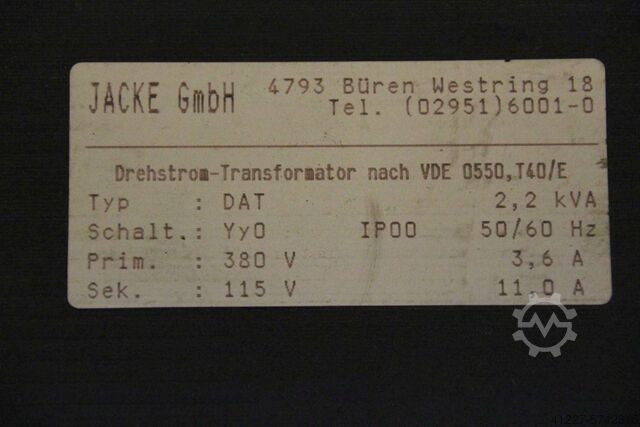 JACKE GmbH
4793 Büren Westring 18
Tel. (02951)6001-0
Drehstrom-Transformator nach VDE 0550,T40/E
Typ : DAT 2,2 kVA
Schalt.: Yy0 IP00 50/60 Hz
Prim. : 380 V 3,6 A
Sek. : 115 V 11,0 A